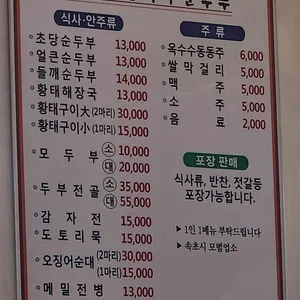 식사·안주류
초당순두부 13,000
얼큰순두부 13,000
들깨순두부 14,000
황태해장국 13,000
황태구이大(2마리) 30,000
황태구이小(1마리) 15,000
모두부 소 10,000
대 20,000
두부전골 소 35,000
대 55,000
감자전 15,000
도토리묵 15,000
오징어순대 (2마리) 30,000
(1마리) 15,000
메밀전병 13,000
주류
옥수수동동주 6,000
쌀막걸리 5,000
맥주 5,000
소주 5,000
음료 2,000
포장 판매
식사류, 반찬, 젓갈등
포장가능합니다.
▶ 1인 1메뉴 부탁드립니다
▶ 속초시 모범업소